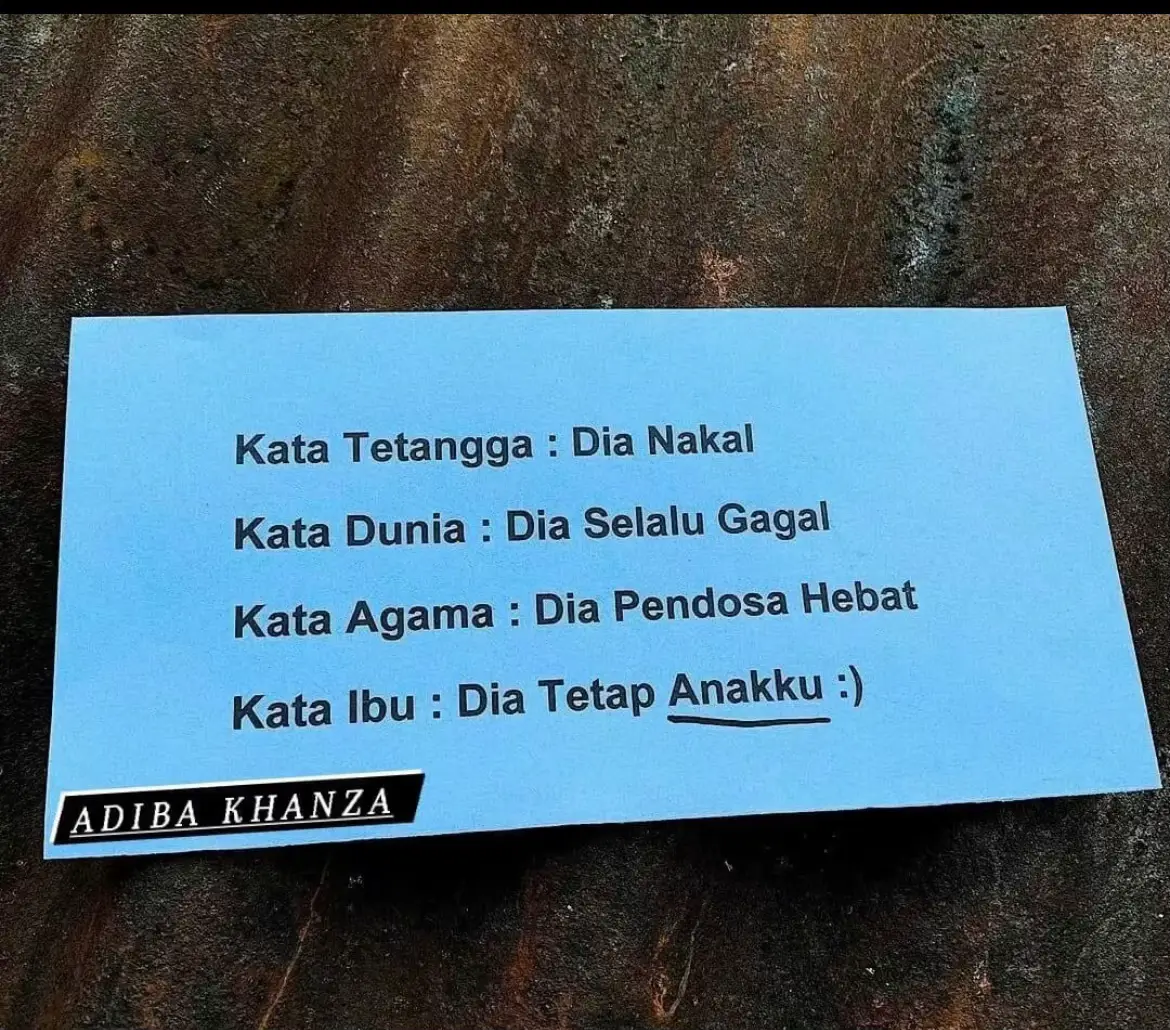 Kata Tetangga : Dia Nakal
Kata Dunia : Dia Selalu Gagal
Kata Agama : Dia Pendosa Hebat
Kata Ibu : Dia Tetap Anakku :)
ADIBA KHANZA